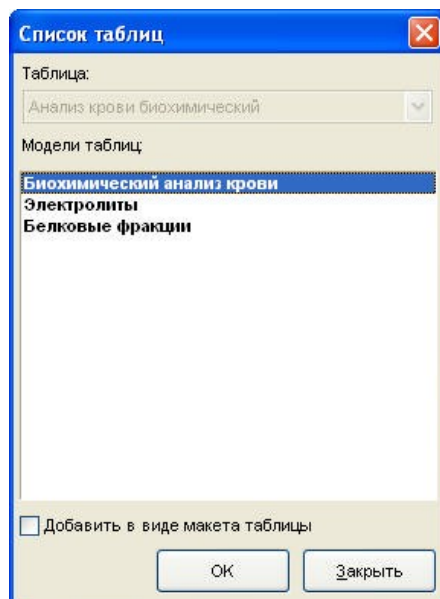 Список таблиц
Таблица:
Анализ крови биохимический
Модели таблиц:
Биохимический анализ крови
Электролиты
Белковые фракции
Добавить в виде макета таблицы
OK
Закрыть